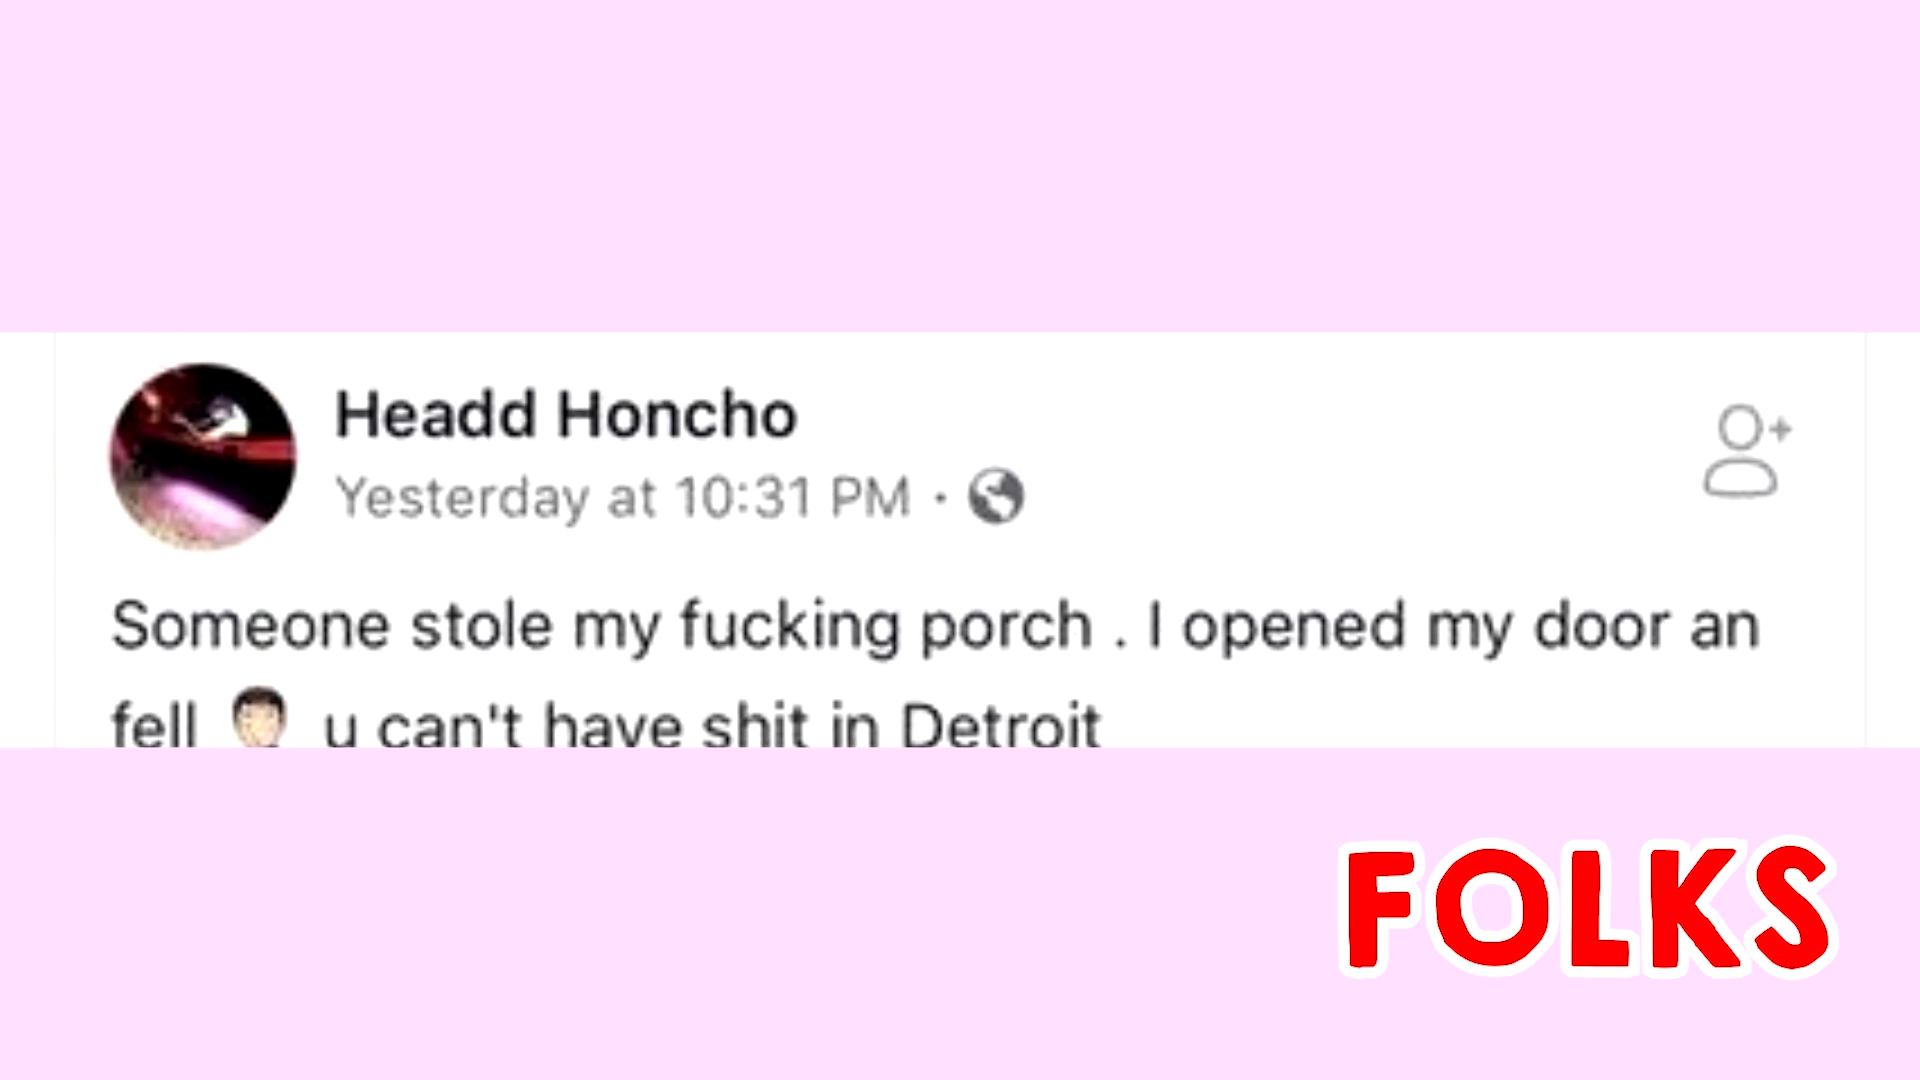 Headd Honcho
Yesterday at 10:31 PM ·
Someone stole my fucking porch . I opened my door an
fell 🤦🏻‍♂️ u can't have shit in Detroit
FOLKS